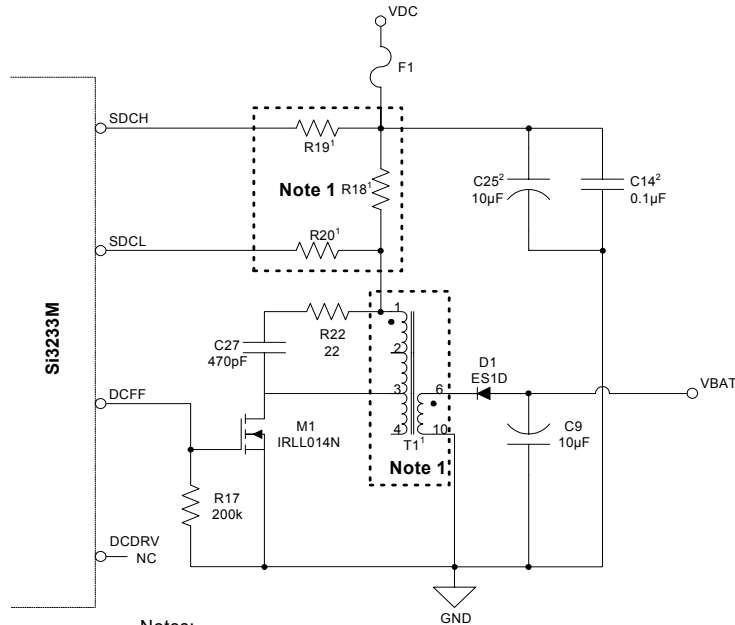 VDC
F1
SDCH
R19¹
Note 1
R18¹
C25²
10µF
C14²
0.1µF
SDCL
R20¹
Si3233M
R22
22
C27
470pF
1
2
3
4
6
10
T1¹
Note 1
D1
ES1D
VBAT
DCFF
M1
IRLL014N
C9
10µF
R17
200k
DCDRV
NC
GND
Notes: